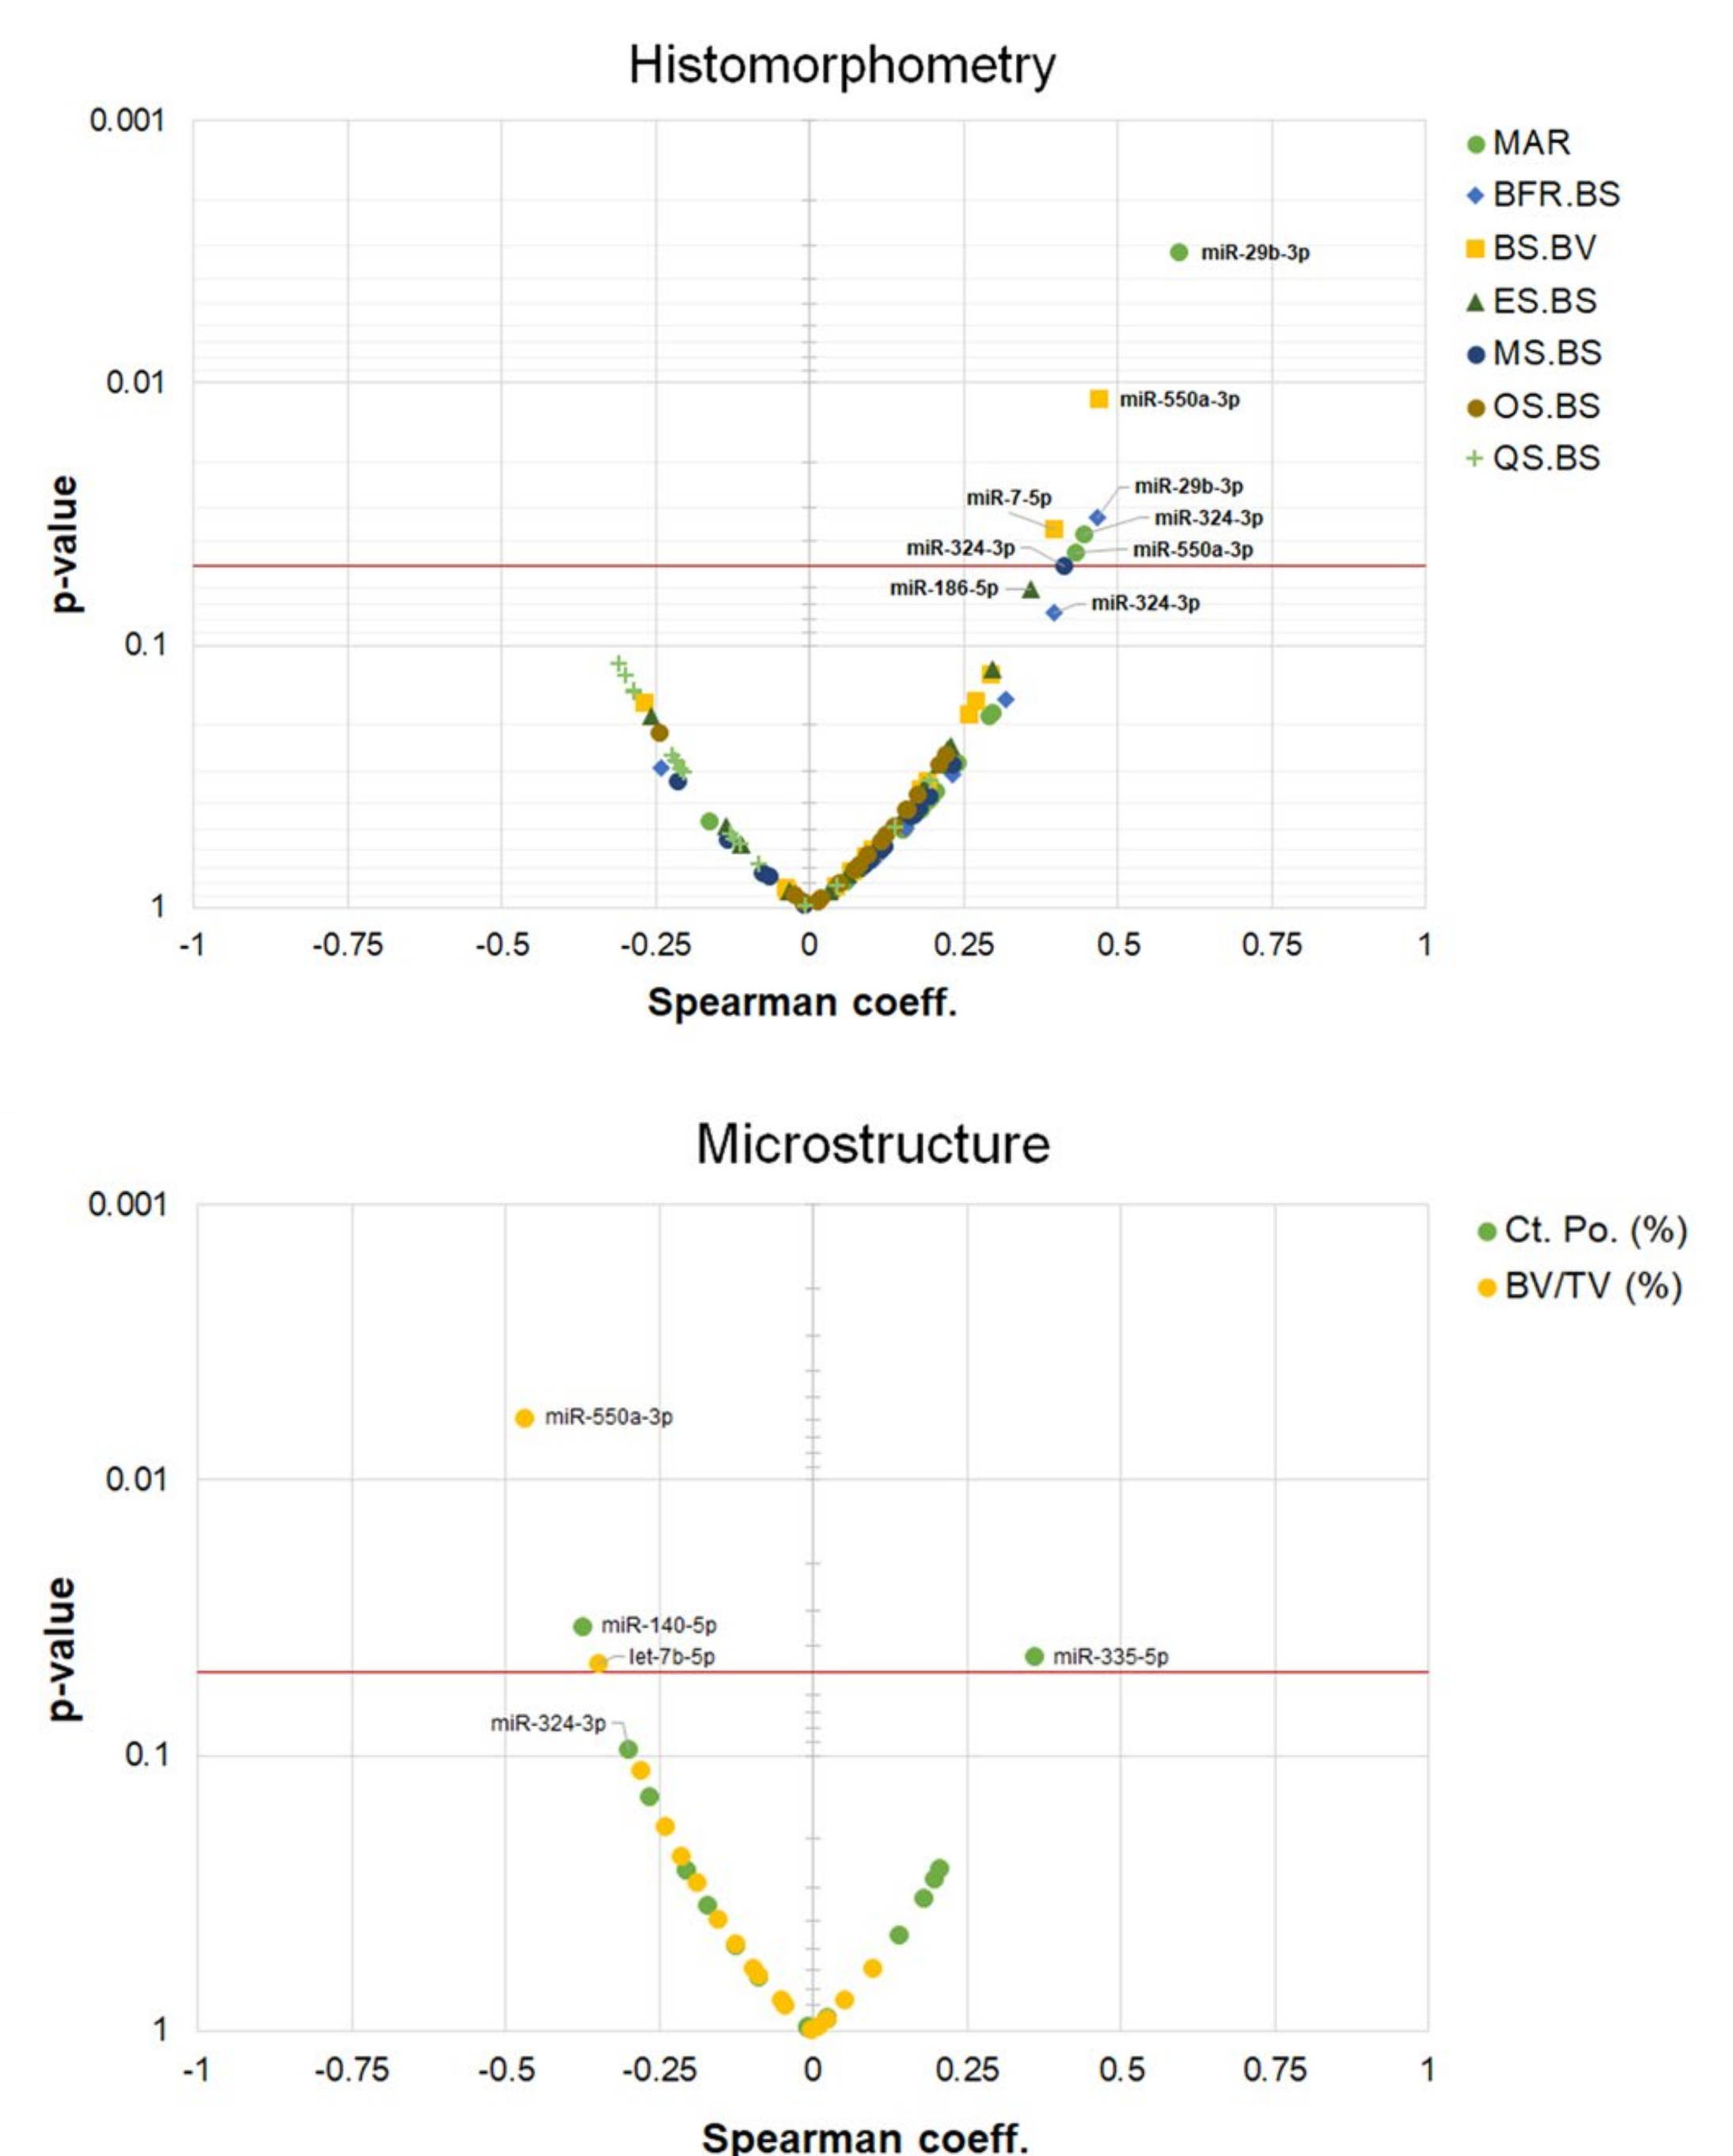 Histomorphometry
0.001
0.01
0.1
1
p-value
-1
-0.75
-0.5
-0.25
0
0.25
0.5
0.75
1
Spearman coeff.
miR-29b-3p
miR-550a-3p
miR-29b-3p
miR-7-5p
miR-324-3p
miR-324-3p
miR-550a-3p
miR-186-5p
miR-324-3p
MAR
BFR.BS
BS.BV
ES.BS
MS.BS
OS.BS
QS.BS
Microstructure
0.001
0.01
0.1
1
p-value
-1
-0.75
-0.5
-0.25
0
0.25
0.5
0.75
1
Spearman coeff.
miR-550a-3p
miR-140-5p
let-7b-5p
miR-335-5p
miR-324-3p
Ct. Po. (%)
BV/TV (%)